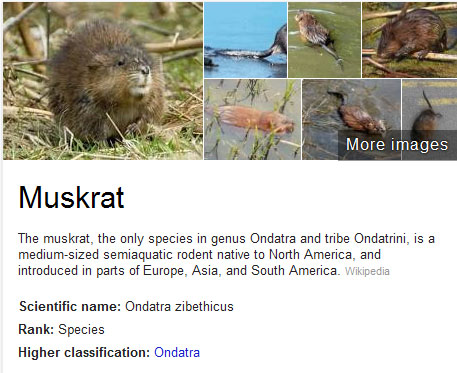 More images
Muskrat
The muskrat, the only species in genus Ondatra and tribe Ondatrini, is a
medium-sized semiaquatic rodent native to North America, and
introduced in parts of Europe, Asia, and South America. Wikipedia
Scientific name: Ondatra zibethicus
Rank: Species
Higher classification: Ondatra